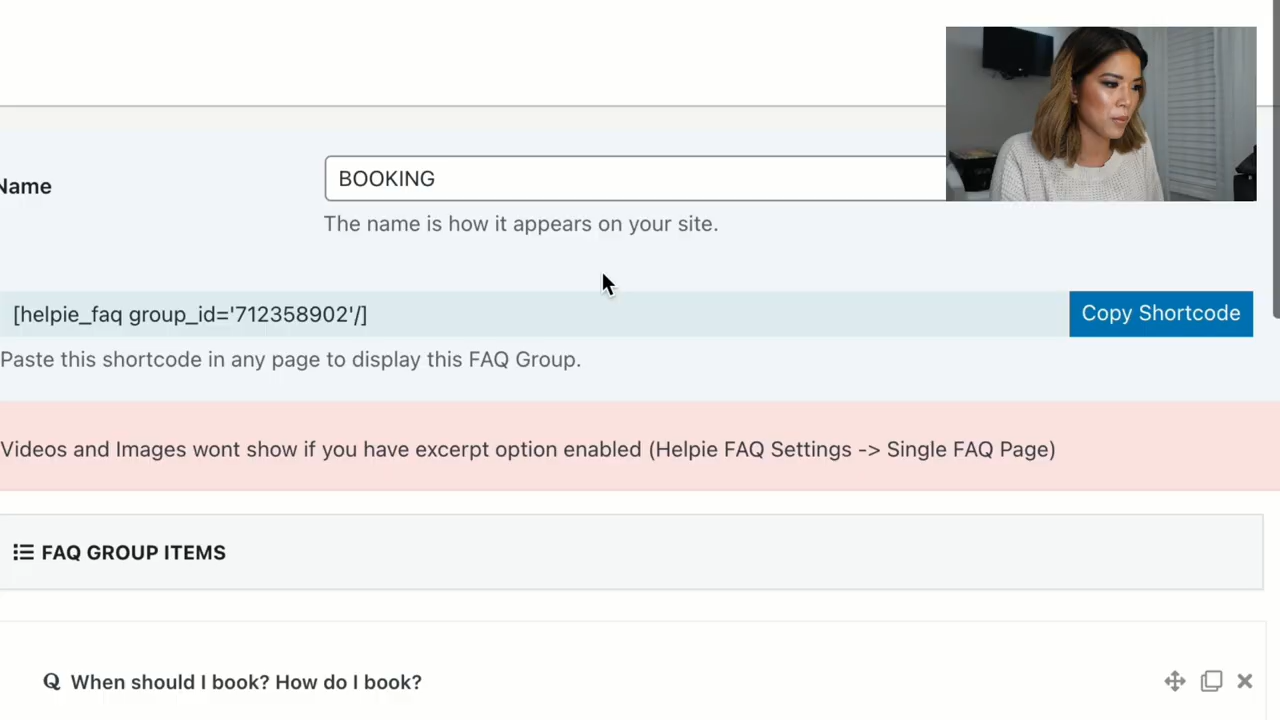 Name
BOOKING
The name is how it appears on your site.
[helpie_faq group_id='712358902'/]
Copy Shortcode
Paste this shortcode in any page to display this FAQ Group.
Videos and Images wont show if you have excerpt option enabled (Helpie FAQ Settings -> Single FAQ Page)
FAQ GROUP ITEMS
Q When should I book? How do I book?